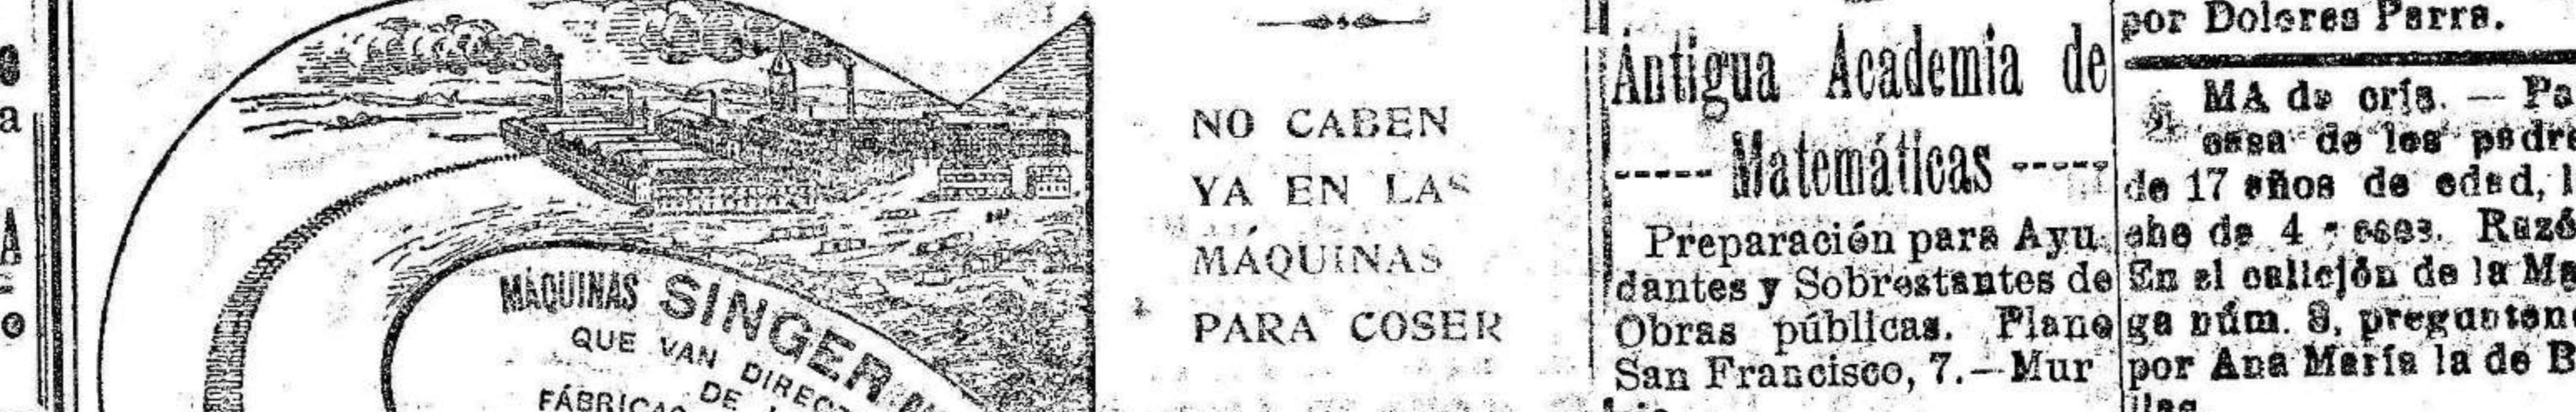 MÁQUINAS SINGER
QUE VAN
DE
NO CABEN
YA EN LAS
MÁQUINAS
PARA COSER
Antigua Academia de
----- Matemáticas -----
Preparación para Ayu
dantes y Sobrestantes de
Obras públicas. Plano
San Francisco, 7.—Mur
por Dolores Parra.
MA de cría. — Pa
casa de los padre
de 17 años de edad, l
che de 4 meses. Razó
En el callejón de la Ma
ga núm. 8, pregunten
por Ana María la de B